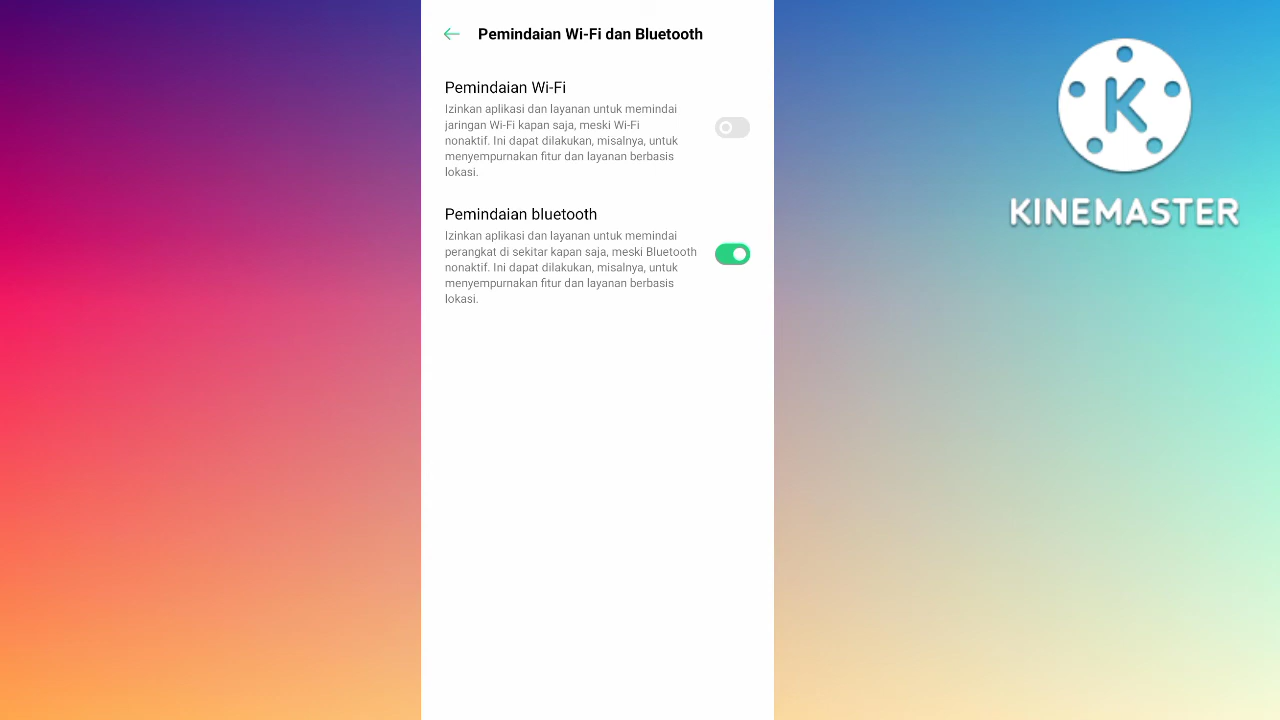 Pemindaian Wi-Fi dan Bluetooth
Pemindaian Wi-Fi
Izinkan aplikasi dan layanan untuk memindai
jaringan Wi-Fi kapan saja, meski Wi-Fi
nonaktif. Ini dapat dilakukan, misalnya, untuk
menyempurnakan fitur dan layanan berbasis
lokasi.
Pemindaian bluetooth
Izinkan aplikasi dan layanan untuk memindai
perangkat di sekitar kapan saja, meski Bluetooth
nonaktif. Ini dapat dilakukan, misalnya, untuk
menyempurnakan fitur dan layanan berbasis
lokasi.
K
KINEMASTER